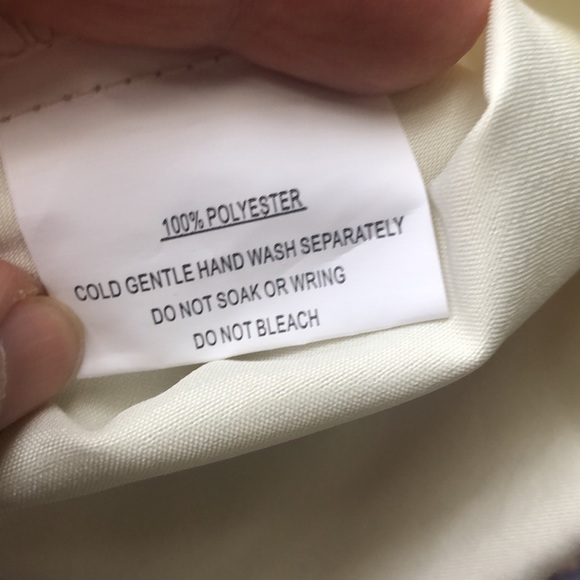 100% POLYESTER
COLD GENTLE HAND WASH SEPARATELY
DO NOT SOAK OR WRING
DO NOT BLEACH